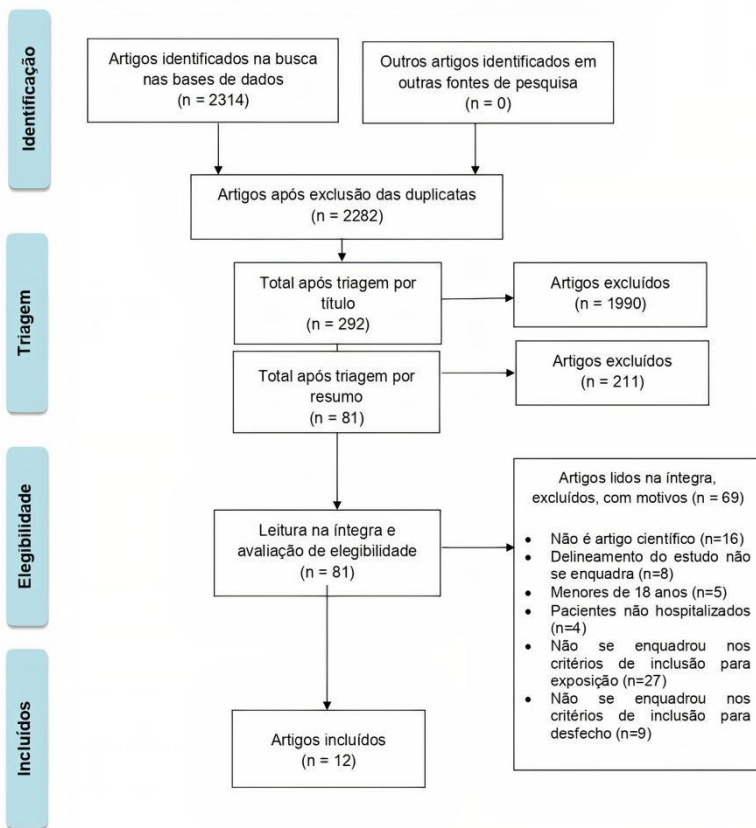 Identificação
Artigos identificados na busca
nas bases de dados
(n = 2314)
Outros artigos identificados em
outras fontes de pesquisa
(n = 0)
Artigos após exclusão das duplicatas
(n = 2282)
Triagem
Total após triagem por
título
(n = 292)
Artigos excluídos
(n = 1990)
Total após triagem por
resumo
(n = 81)
Artigos excluídos
(n = 211)
Elegibilidade
Leitura na íntegra e
avaliação de elegibilidade
(n = 81)
Artigos lidos na íntegra,
excluídos, com motivos (n = 69)
• Não é artigo científico (n=16)
• Delineamento do estudo não
se enquadra (n=8)
• Menores de 18 anos (n=5)
• Pacientes não hospitalizados
(n=4)
• Não se enquadrou nos
critérios de inclusão para
exposição (n=27)
• Não se enquadrou nos
critérios de inclusão para
desfecho (n=9)
Incluídos
Artigos incluídos
(n = 12)